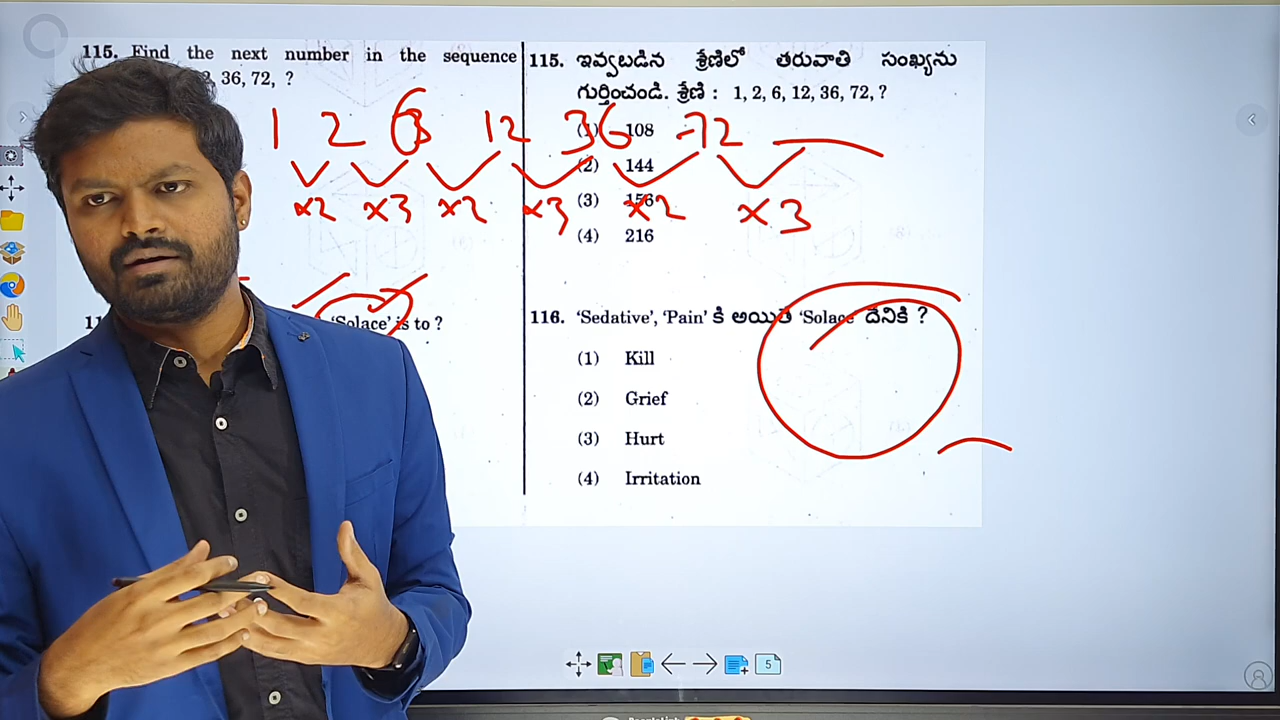 115. Find the next number in the sequence
36, 72, ?
1 2 6 12 36 72
×2 ×3 ×2 ×3 ×2 ×3
'Solace' is to ?
115. ఇవ్వబడిన శ్రేణిలో తరువాతి సంఖ్యను
గుర్తించండి. శ్రేణి : 1, 2, 6, 12, 36, 72, ?
(1) 108
(2) 144
(3) 156
(4) 216
116. 'Sedative', 'Pain' కి అయితే 'Solace' దేనికి ?
(1) Kill
(2) Grief
(3) Hurt
(4) Irritation
5